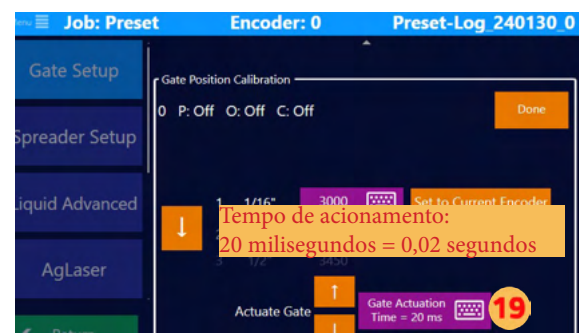 Menu Job: Preset Encoder: 0 Preset-Log_240130_0
Gate Setup
Gate Position Calibration
0 P: Off O: Off C: Off
Done
Spreader Setup
Liquid Advanced
1 1/16" 3000 Set to Current Encoder
Tempo de acionamento:
20 milisegundos = 0,02 segundos
3 1/2" 3450
AgLaser
Actuate Gate
Gate Actuation
Time = 20 ms
19
Return